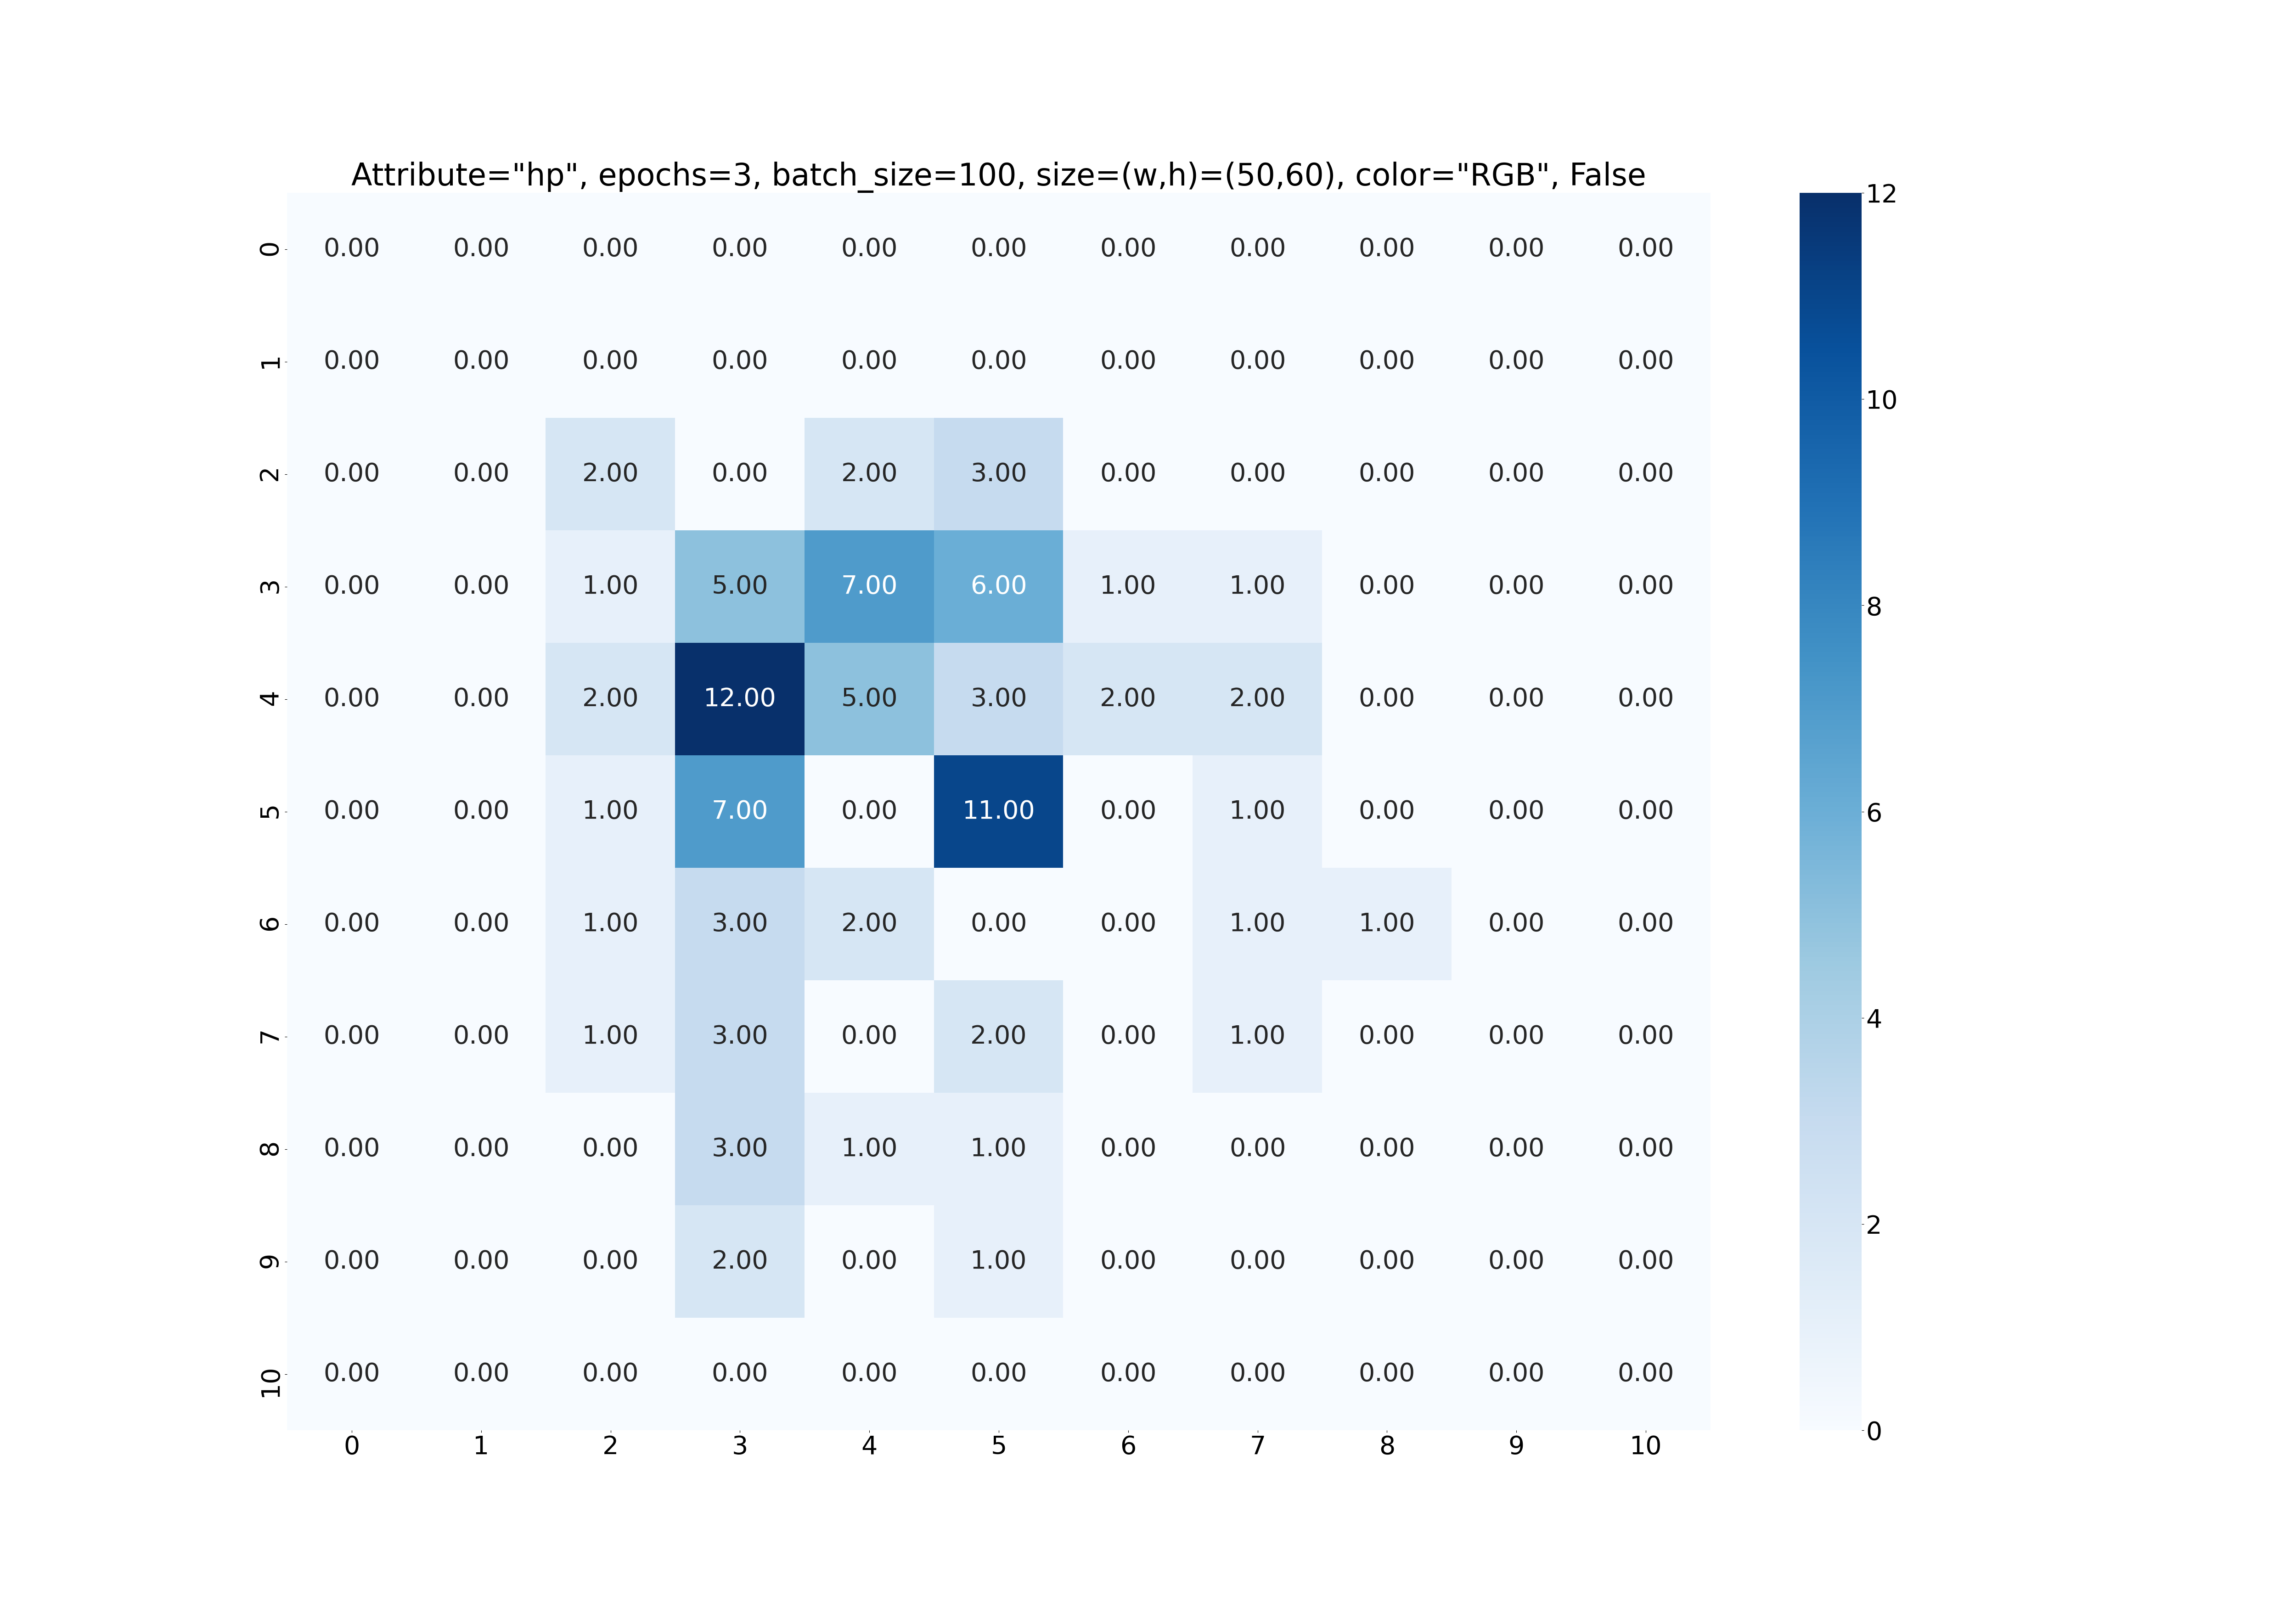 Attribute="hp", epochs=3, batch_size=100, size=(w,h)=(50,60), color="RGB", False
0 0.00 0.00 0.00 0.00 0.00 0.00 0.00 0.00 0.00 0.00 0.00
1 0.00 0.00 0.00 0.00 0.00 0.00 0.00 0.00 0.00 0.00 0.00
2 0.00 0.00 2.00 0.00 2.00 3.00 0.00 0.00 0.00 0.00 0.00
3 0.00 0.00 1.00 5.00 7.00 6.00 1.00 1.00 0.00 0.00 0.00
4 0.00 0.00 2.00 12.00 5.00 3.00 2.00 2.00 0.00 0.00 0.00
5 0.00 0.00 1.00 7.00 0.00 11.00 0.00 1.00 0.00 0.00 0.00
6 0.00 0.00 1.00 3.00 2.00 0.00 0.00 1.00 1.00 0.00 0.00
7 0.00 0.00 1.00 3.00 0.00 2.00 0.00 1.00 0.00 0.00 0.00
8 0.00 0.00 0.00 3.00 1.00 1.00 0.00 0.00 0.00 0.00 0.00
9 0.00 0.00 0.00 2.00 0.00 1.00 0.00 0.00 0.00 0.00 0.00
10 0.00 0.00 0.00 0.00 0.00 0.00 0.00 0.00 0.00 0.00 0.00
0 1 2 3 4 5 6 7 8 9 10
12
10
8
6
4
2
0